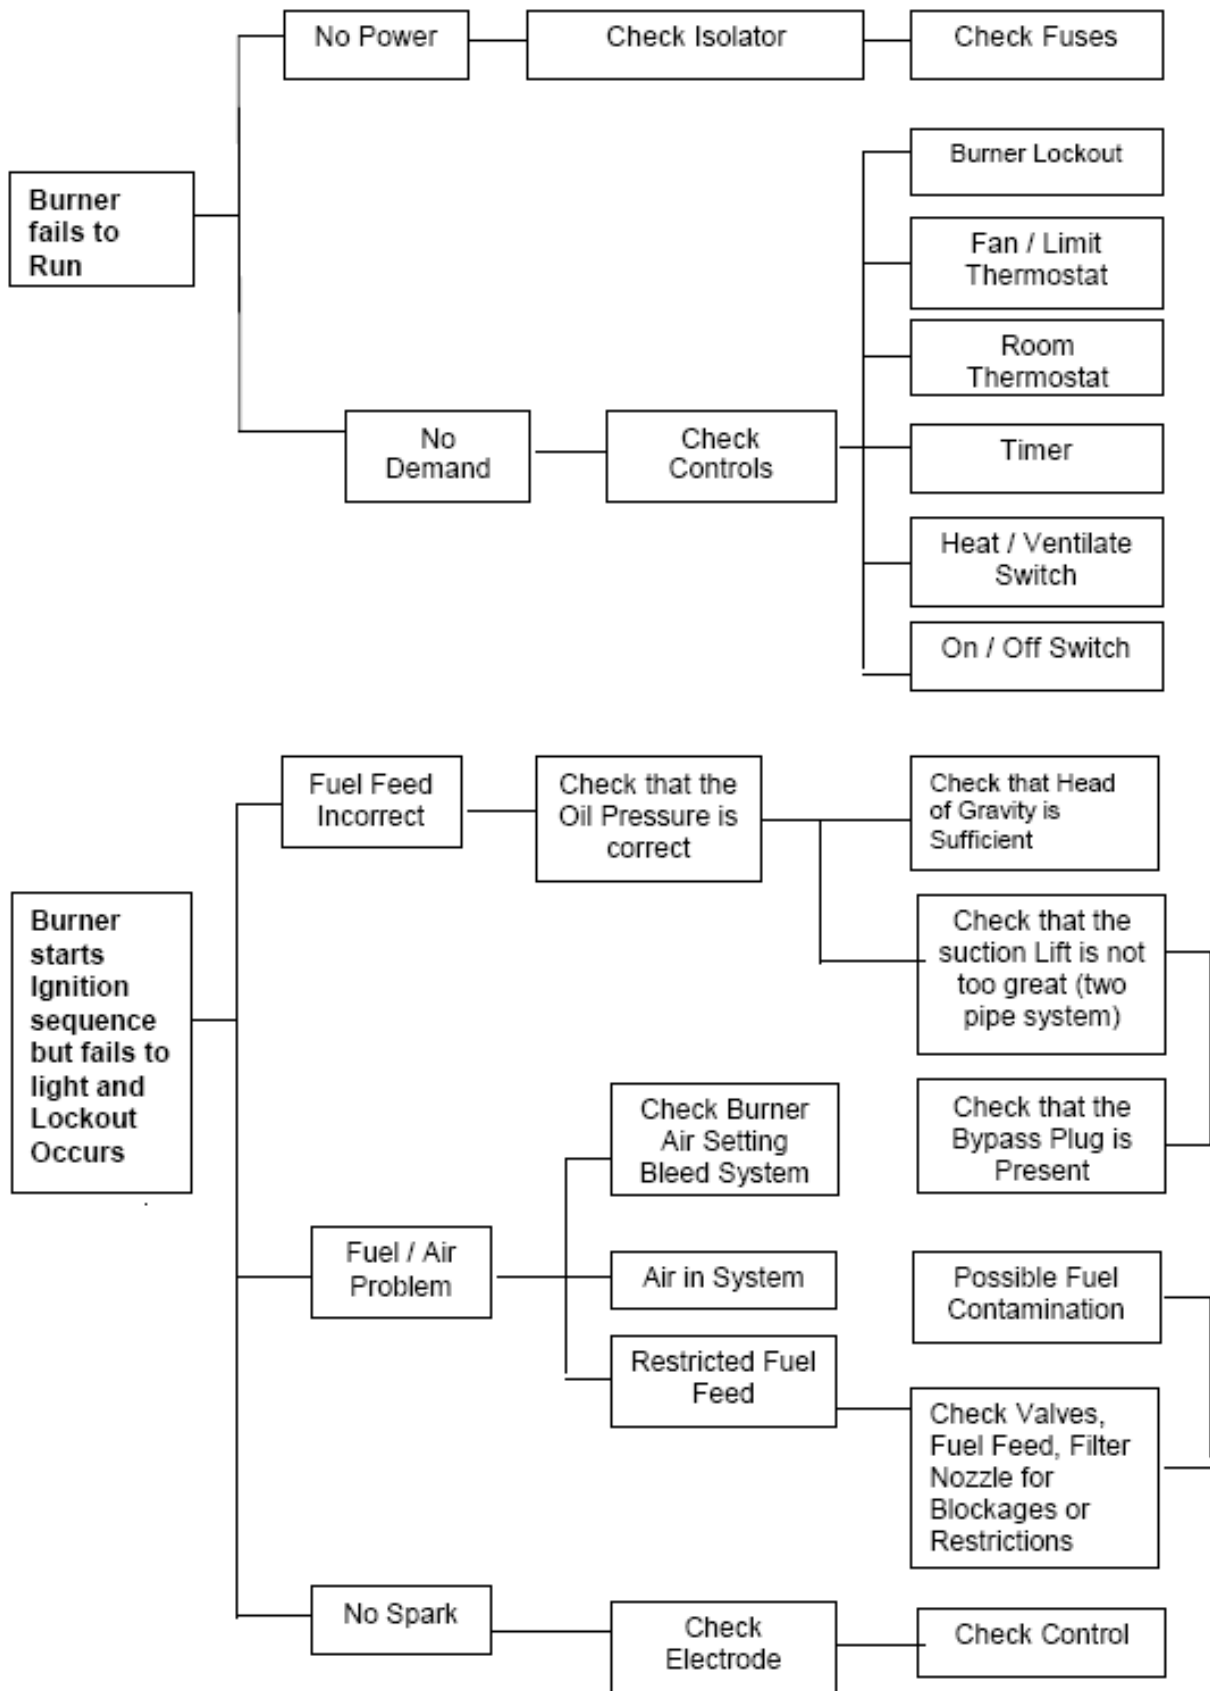 No Power
Check Isolator
Check Fuses
Burner
fails to
Run
Burner Lockout
Fan / Limit
Thermostat
Room
Thermostat
No
Demand
Check
Controls
Timer
Heat / Ventilate
Switch
On / Off Switch
Fuel Feed
Incorrect
Check that the
Oil Pressure is
correct
Check that Head
of Gravity is
Sufficient
Burner
starts
Ignition
sequence
but fails to
light and
Lockout
Occurs
Check that the
suction Lift is not
too great (two
pipe system)
Check Burner
Air Setting
Bleed System
Check that the
Bypass Plug is
Present
Fuel / Air
Problem
Air in System
Possible Fuel
Contamination
Restricted Fuel
Feed
Check Valves,
Fuel Feed, Filter
Nozzle for
Blockages or
Restrictions
No Spark
Check
Electrode
Check Control